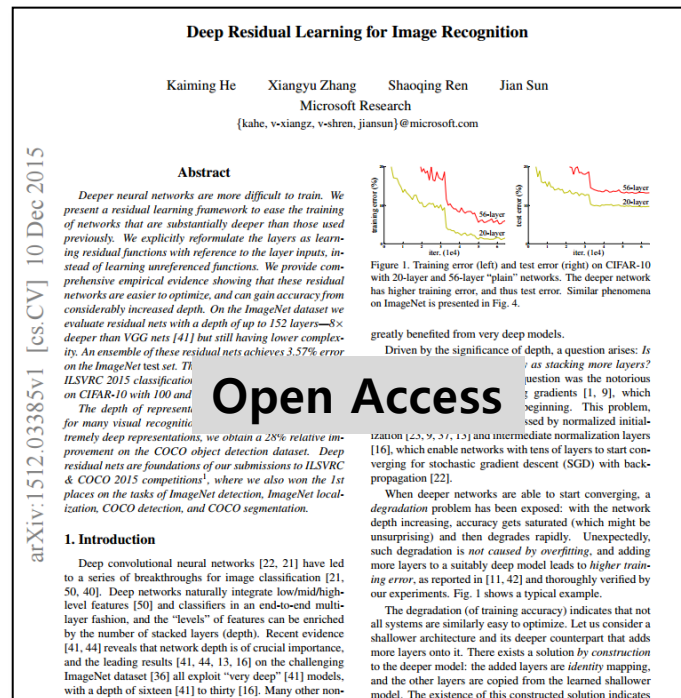 Deep Residual Learning for Image Recognition
Kaiming He Xiangyu Zhang Shaoqing Ren Jian Sun
Microsoft Research
{kahe, v-xiangz, v-shren, jiansun}@microsoft.com
arXiv:1512.03385v1 [cs.CV] 10 Dec 2015
Abstract
Deeper neural networks are more difficult to train. We
present a residual learning framework to ease the training
of networks that are substantially deeper than those used
previously. We explicitly reformulate the layers as learn-
ing residual functions with reference to the layer inputs, in-
stead of learning unreferenced functions. We provide com-
prehensive empirical evidence showing that these residual
networks are easier to optimize, and can gain accuracy from
considerably increased depth. On the ImageNet dataset we
evaluate residual nets with a depth of up to 152 layers—8×
deeper than VGG nets [41] but still having lower complex-
ity. An ensemble of these residual nets achieves 3.57% error
on the ImageNet test set.
ILSVRC 2015
on CIFAR-10 with 100 and
The depth of
for many visual
tremely deep representations, we obtain a 28% relative im-
provement on the COCO object detection dataset. Deep
residual nets are foundations of our submissions to ILSVRC
& COCO 2015 competitions1, where we also won the 1st
places on the tasks of ImageNet detection, ImageNet local-
ization, COCO detection, and COCO segmentation.
1. Introduction
Deep convolutional neural networks [22, 21] have led
to a series of breakthroughs for image classification [21,
50, 40]. Deep networks naturally integrate low/mid/high-
level features [50] and classifiers in an end-to-end multi-
layer fashion, and the “levels” of features can be enriched
by the number of stacked layers (depth). Recent evidence
[41, 44] reveals that network depth is of crucial importance,
and the leading results [41, 44, 13, 16] on the challenging
ImageNet dataset [36] all exploit “very deep” [41] models,
with a depth of sixteen [41] to thirty [16]. Many other non-
training error (%)
iter. (1e4)
56-layer
20-layer
test error (%)
iter. (1e4)
56-layer
20-layer
Figure 1. Training error (left) and test error (right) on CIFAR-10
with 20-layer and 56-layer “plain” networks. The deeper network
has higher training error, and thus test error. Similar phenomena
on ImageNet is presented in Fig. 4.
greatly benefited from very deep models.
Driven by the significance of depth, a question arises: Is
as stacking more layers?
question was the notorious
gradients [1, 9], which
beginning. This problem,
by normalized initial-
ization [23, 9, 37, 13] and intermediate normalization layers
[16], which enable networks with tens of layers to start con-
verging for stochastic gradient descent (SGD) with back-
propagation [22].
When deeper networks are able to start converging, a
degradation problem has been exposed: with the network
depth increasing, accuracy gets saturated (which might be
unsurprising) and then degrades rapidly. Unexpectedly,
such degradation is not caused by overfitting, and adding
more layers to a suitably deep model leads to higher train-
ing error, as reported in [11, 42] and thoroughly verified by
our experiments. Fig. 1 shows a typical example.
The degradation (of training accuracy) indicates that not
all systems are similarly easy to optimize. Let us consider a
shallower architecture and its deeper counterpart that adds
more layers onto it. There exists a solution by construction
to the deeper model: the added layers are identity mapping,
and the other layers are copied from the learned shallower
model. The existence of this constructed solution indicates
Open Access